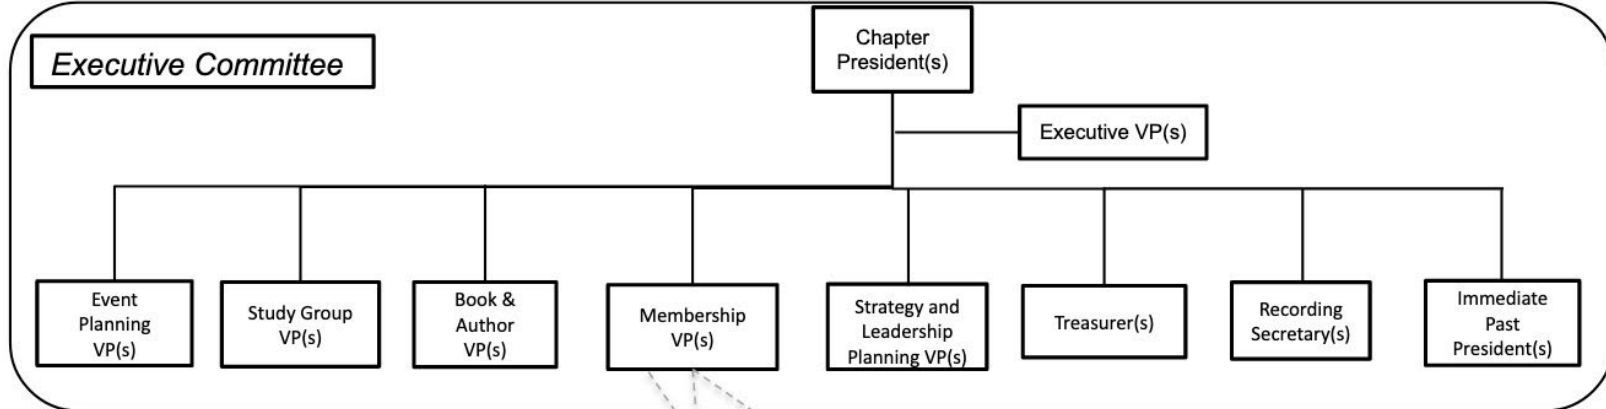 Executive Committee
Chapter
President(s)
Executive VP(s)
Event
Planning
VP(s)
Study Group
VP(s)
Book &
Author
VP(s)
Membership
VP(s)
Strategy and
Leadership
Planning VP(s)
Treasurer(s)
Recording
Secretary(s)
Immediate
Past
President(s)